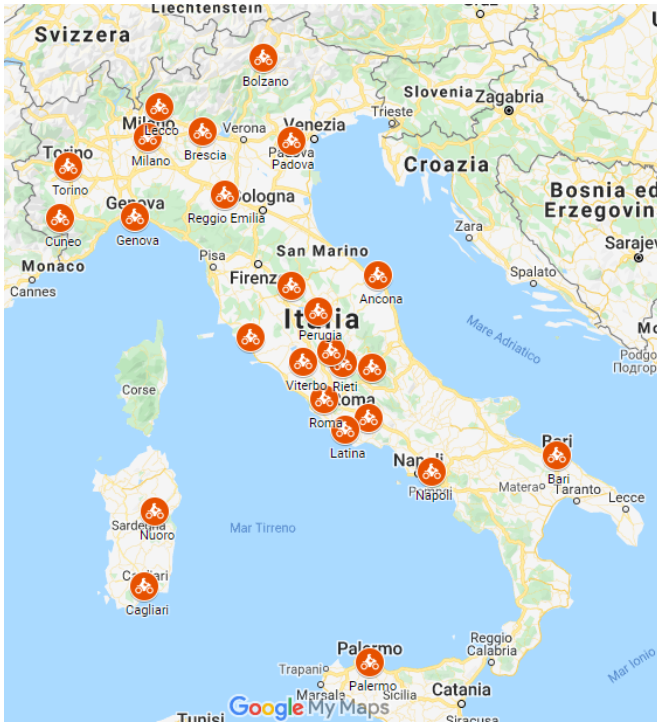 Liechtenstein
Svizzera
Bolzano
Slovenia
Zagabria
Milano
Lecco
Verona
Venezia
Trieste
Milano
Brescia
Padova
Padova
Torino
Torino
Croazia
Bologna
Genova
Reggio Emilia
Bosnia ed
Erzegovin
Cuneo
Genova
Zara
Sarajev
San Marino
Monaco
Pisa
Firenz
Spalato
Cannes
Ancona
Italia
Mare Adriatico
Perugia
Podgo
Подгор
Viterbo
Rieti
Corse
Roma
Roma
Latina
Bari
Napoli
Bari
Napoli
Matera
Taranto
Lecce
Sardegna
Nuoro
Mar Tirreno
Cagliari
Cagliari
Palermo
Reggio
Calabria
Trapani
Mar Ionio
Palermo
Marsala
Sicilia
Catania
Google My Maps
Tunisi
Siracusa